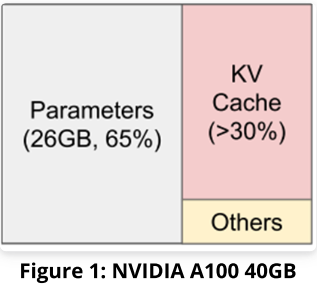 Parameters
(26GB, 65%)
KV
Cache
(>30%)
Others
Figure 1: NVIDIA A100 40GB